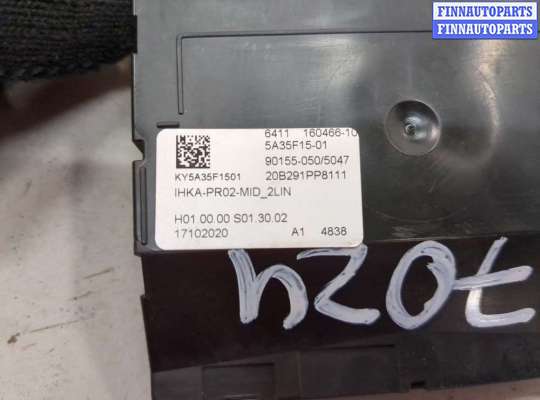 FINNAUTOPARTS
FINNAUTOPARTS
6411 160466-10
5A35F15-01
90155-050/5047
KY5A35F1501 20B291PP8111
IHKA-PR02-MID_2LIN
H01.00.00 S01.30.02
17102020 A1 4838